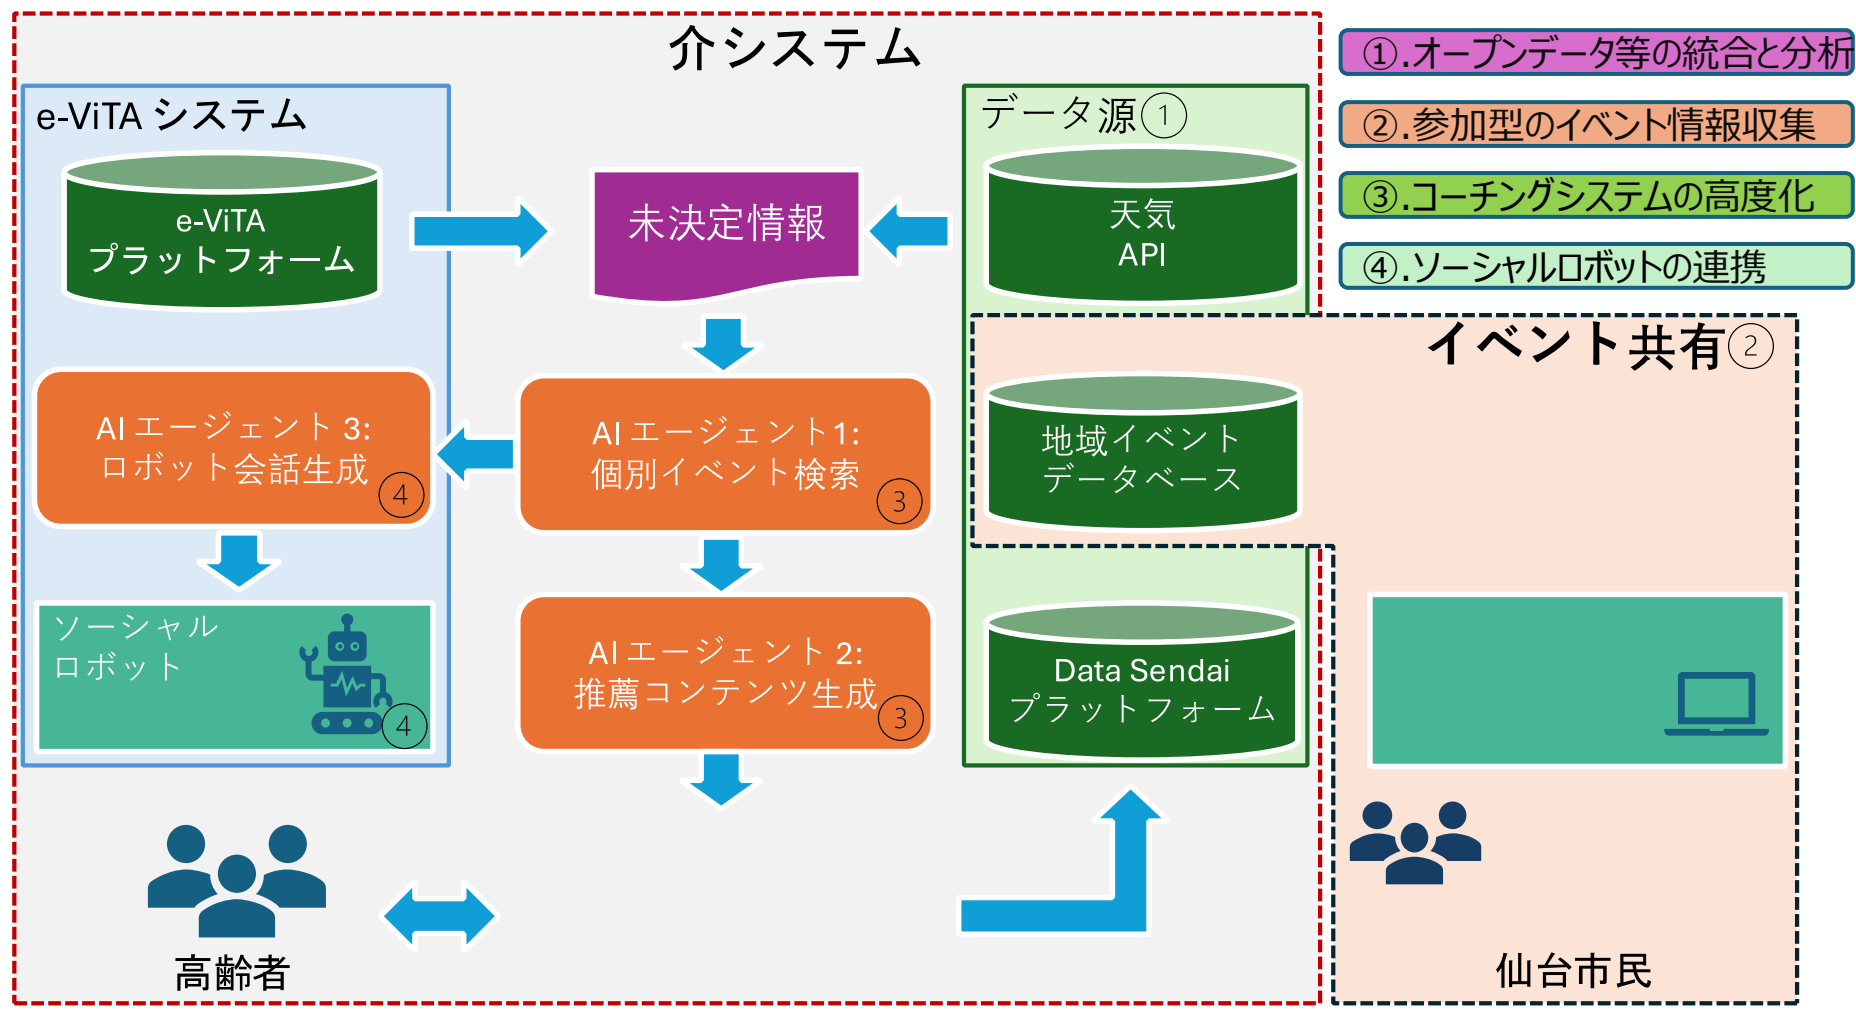 介システム
e-ViTA システム
e-ViTA
プラットフォーム
未決定情報
データ源①
天気
API
①.オープンデータ等の統合と分析
②.参加型のイベント情報収集
③.コーチングシステムの高度化
④.ソーシャルロボットの連携
イベント共有②
AI エージェント 3:
ロボット会話生成
④
AI エージェント1:
個別イベント検索
③
地域イベント
データベース
ソーシャル
ロボット
④
AI エージェント 2:
推薦コンテンツ生成
③
Data Sendai
プラットフォーム
高齢者
仙台市民